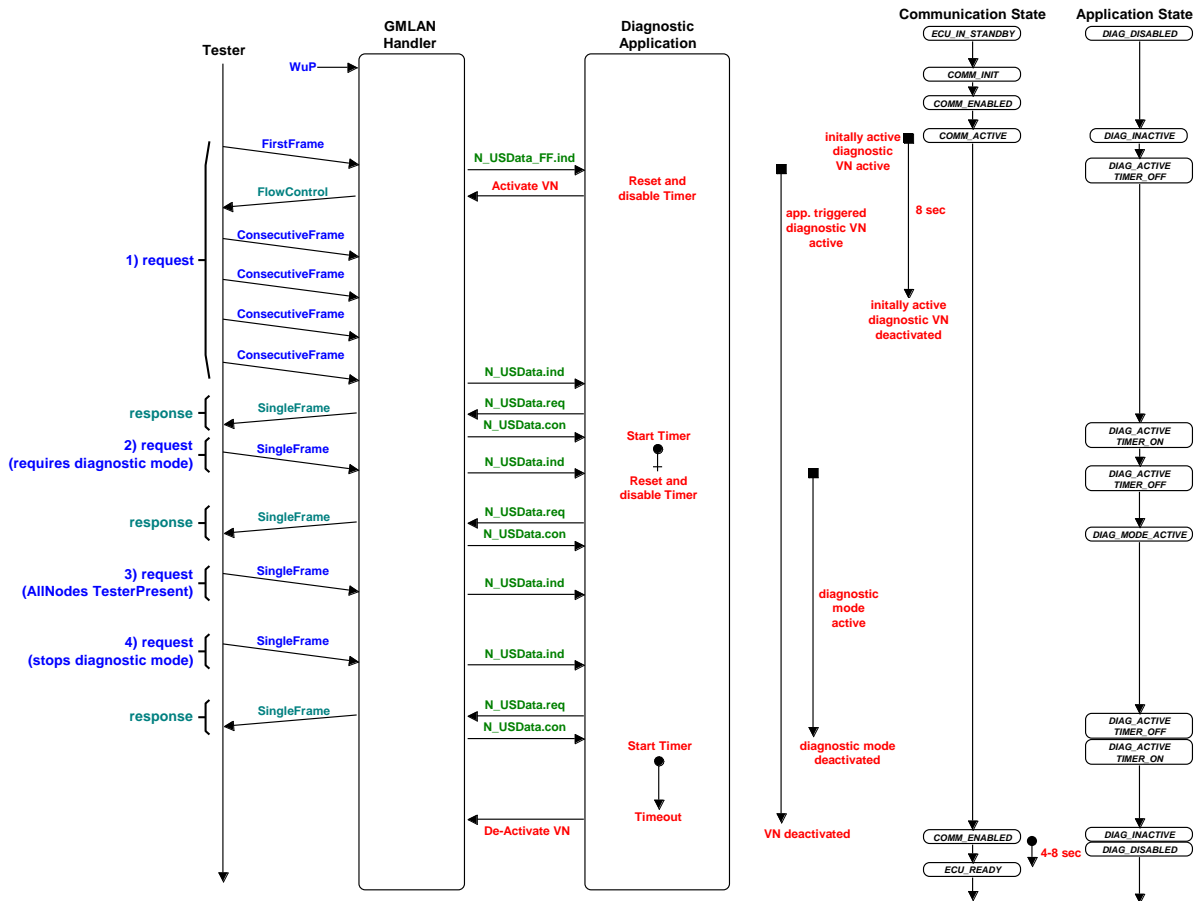 Communication State
Application State
GMLAN
Handler
Diagnostic
Application
Tester
ECU_IN_STANDBY
DIAG_DISABLED
WuP
COMM_INIT
COMM_ENABLED
COMM_ACTIVE
DIAG_INACTIVE
initally active
diagnostic
VN active
FirstFrame
N_USData_FF.ind
DIAG_ACTIVE
TIMER_OFF
FlowControl
Activate VN
Reset and
disable Timer
app. triggered
diagnostic VN
active
8 sec
ConsecutiveFrame
1) request
ConsecutiveFrame
initally active
diagnostic VN
deactivated
ConsecutiveFrame
ConsecutiveFrame
N_USData.ind
response
SingleFrame
N_USData.req
N_USData.con
Start Timer
DIAG_ACTIVE
TIMER_ON
2) request
(requires diagnostic mode)
SingleFrame
N_USData.ind
Reset and
disable Timer
DIAG_ACTIVE
TIMER_OFF
response
SingleFrame
N_USData.req
N_USData.con
DIAG_MODE_ACTIVE
3) request
(AllNodes TesterPresent)
SingleFrame
N_USData.ind
diagnostic
mode
active
4) request
(stops diagnostic mode)
SingleFrame
N_USData.ind
response
SingleFrame
N_USData.req
N_USData.con
DIAG_ACTIVE
TIMER_OFF
Start Timer
diagnostic mode
deactivated
DIAG_ACTIVE
TIMER_ON
Timeout
De-Activate VN
VN deactivated
COMM_ENABLED
DIAG_INACTIVE
DIAG_DISABLED
4-8 sec
ECU_READY